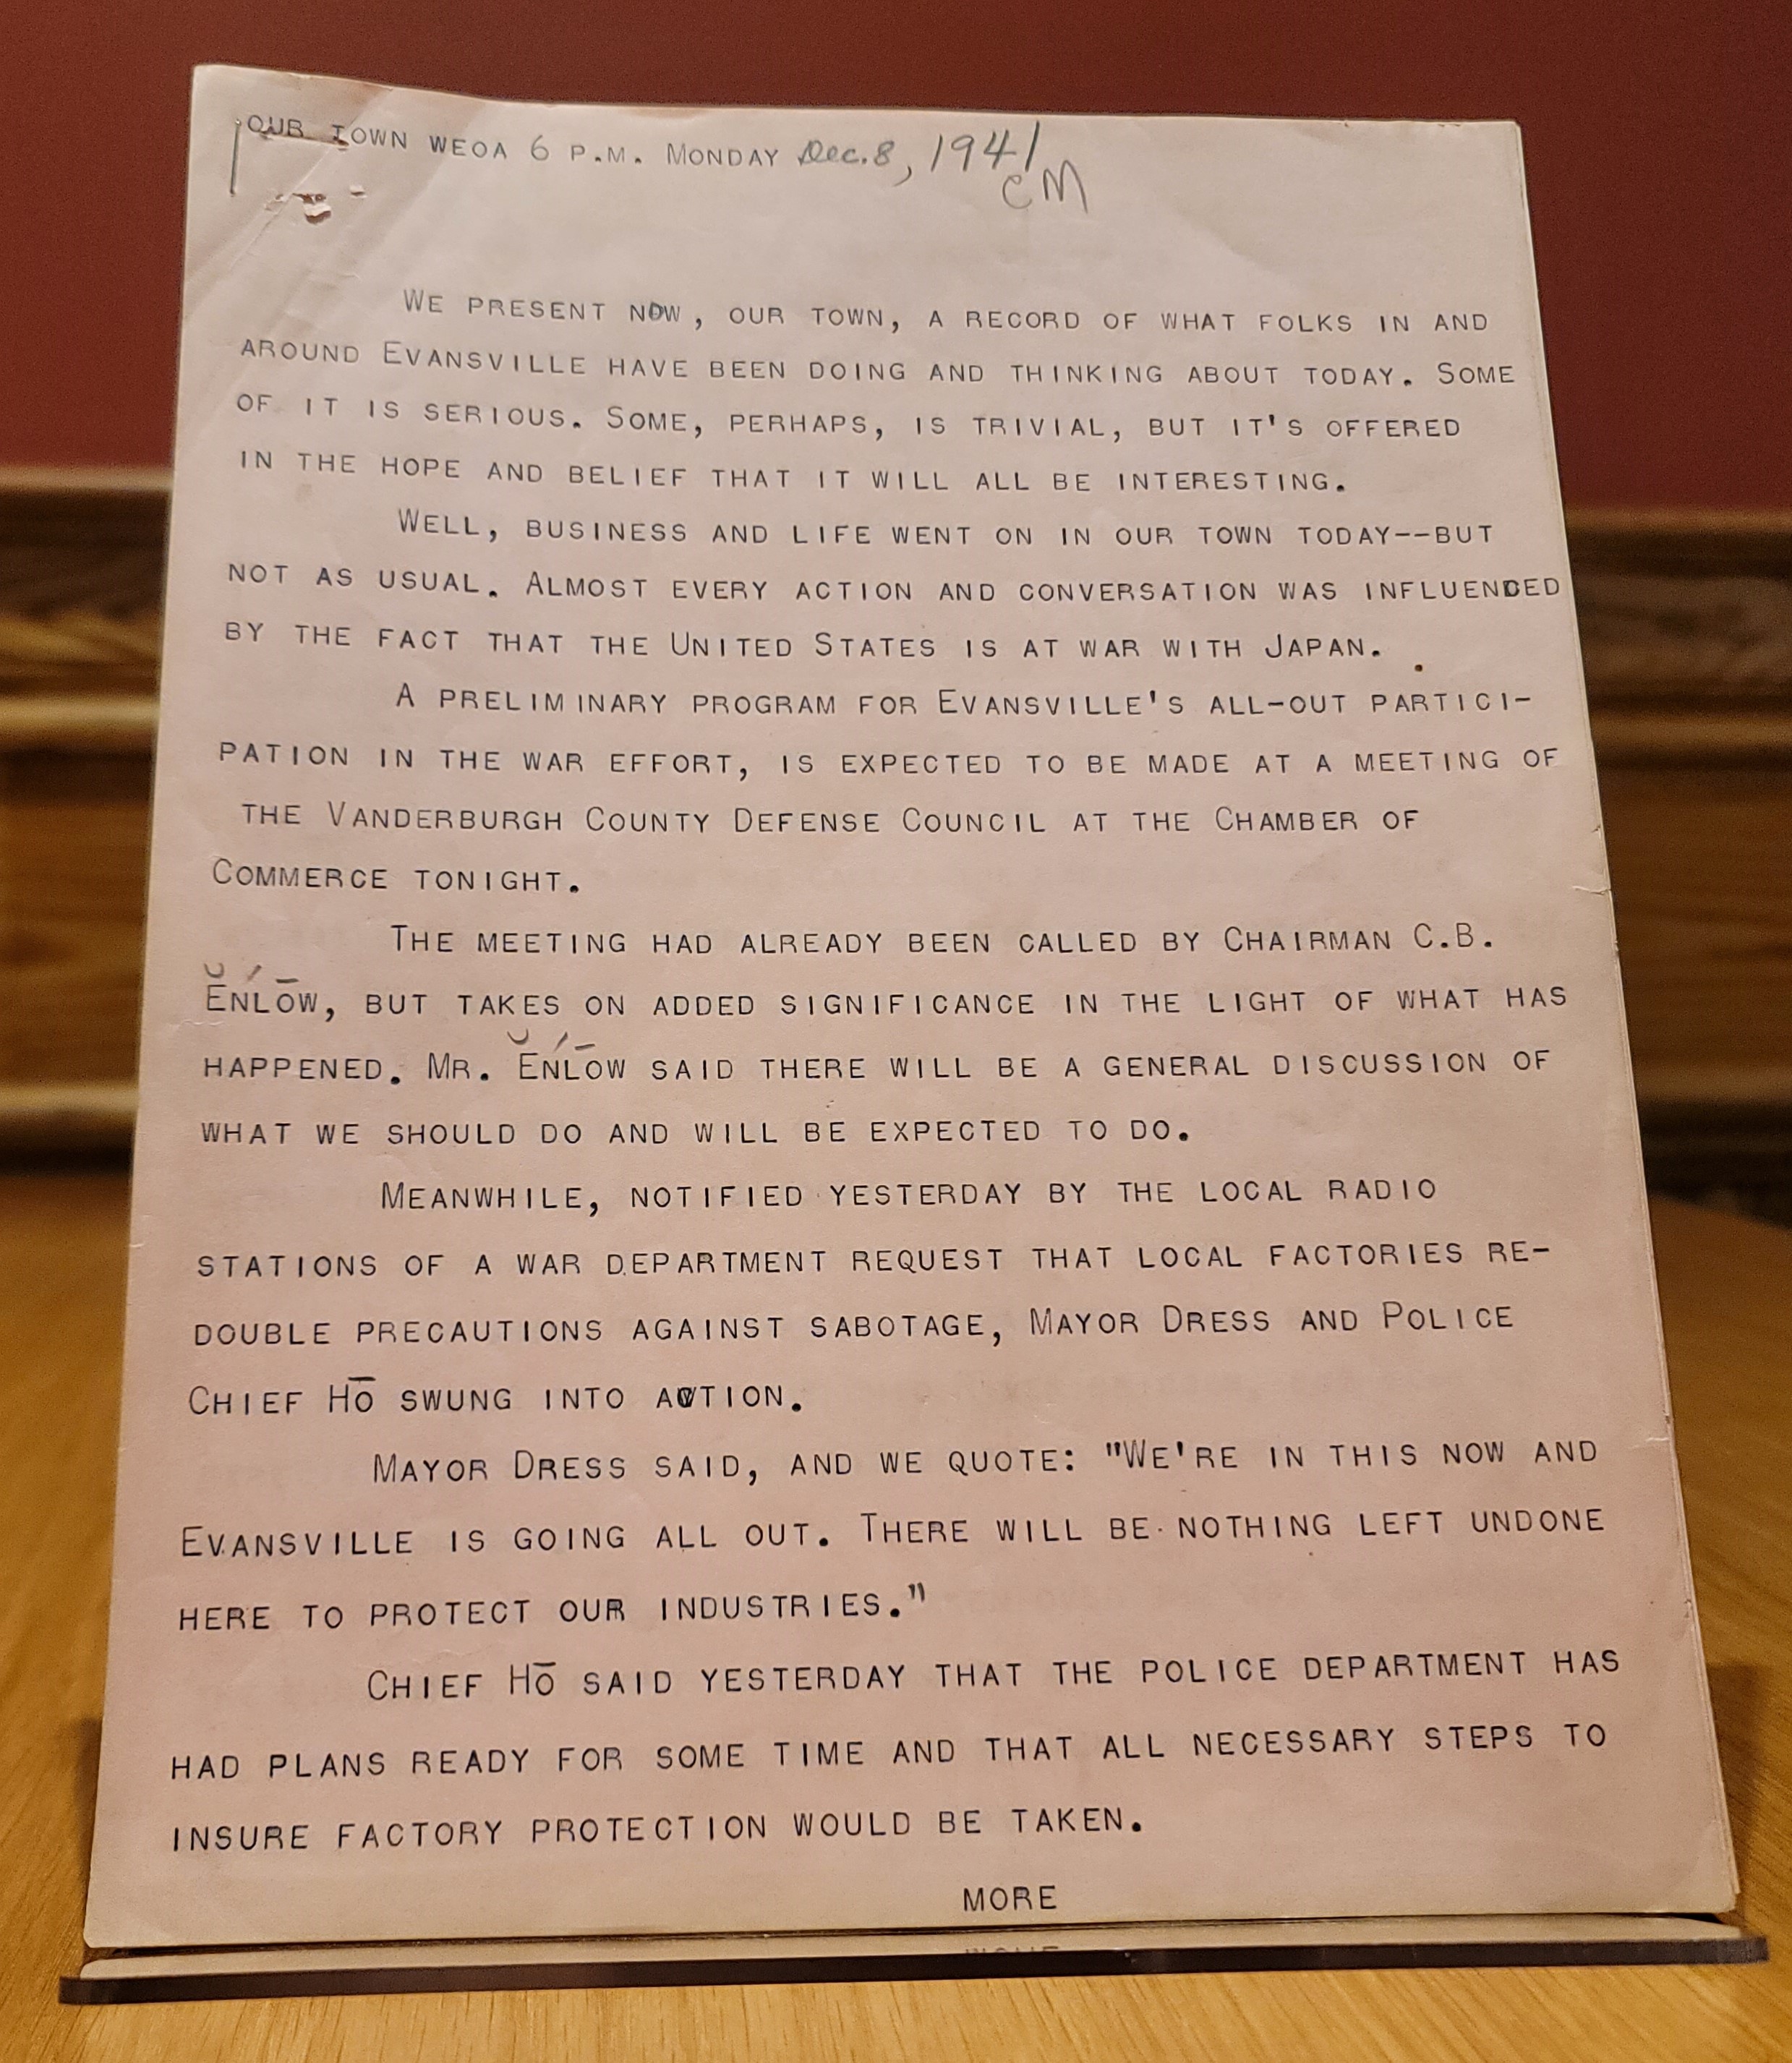 OUR TOWN WEOA 6 P.M. MONDAY Dec. 8, 1941
CM
WE PRESENT NOW, OUR TOWN, A RECORD OF WHAT FOLKS IN AND
AROUND EVANSVILLE HAVE BEEN DOING AND THINKING ABOUT TODAY. SOME
OF IT IS SERIOUS. SOME, PERHAPS, IS TRIVIAL, BUT IT'S OFFERED
IN THE HOPE AND BELIEF THAT IT WILL ALL BE INTERESTING.
WELL, BUSINESS AND LIFE WENT ON IN OUR TOWN TODAY--BUT
NOT AS USUAL. ALMOST EVERY ACTION AND CONVERSATION WAS INFLUENCED
BY THE FACT THAT THE UNITED STATES IS AT WAR WITH JAPAN.
A PRELIMINARY PROGRAM FOR EVANSVILLE'S ALL-OUT PARTICI-
PATION IN THE WAR EFFORT, IS EXPECTED TO BE MADE AT A MEETING OF
THE VANDERBURGH COUNTY DEFENSE COUNCIL AT THE CHAMBER OF
COMMERCE TONIGHT.
THE MEETING HAD ALREADY BEEN CALLED BY CHAIRMAN C.B.
ĔNLŌW, BUT TAKES ON ADDED SIGNIFICANCE IN THE LIGHT OF WHAT HAS
HAPPENED. MR. ĔNLŌW SAID THERE WILL BE A GENERAL DISCUSSION OF
WHAT WE SHOULD DO AND WILL BE EXPECTED TO DO.
MEANWHILE, NOTIFIED YESTERDAY BY THE LOCAL RADIO
STATIONS OF A WAR DEPARTMENT REQUEST THAT LOCAL FACTORIES RE-
DOUBLE PRECAUTIONS AGAINST SABOTAGE, MAYOR DRESS AND POLICE
CHIEF HŌ SWUNG INTO ACTION.
MAYOR DRESS SAID, AND WE QUOTE: "WE'RE IN THIS NOW AND
EVANSVILLE IS GOING ALL OUT. THERE WILL BE NOTHING LEFT UNDONE
HERE TO PROTECT OUR INDUSTRIES."
CHIEF HŌ SAID YESTERDAY THAT THE POLICE DEPARTMENT HAS
HAD PLANS READY FOR SOME TIME AND THAT ALL NECESSARY STEPS TO
INSURE FACTORY PROTECTION WOULD BE TAKEN.
MORE